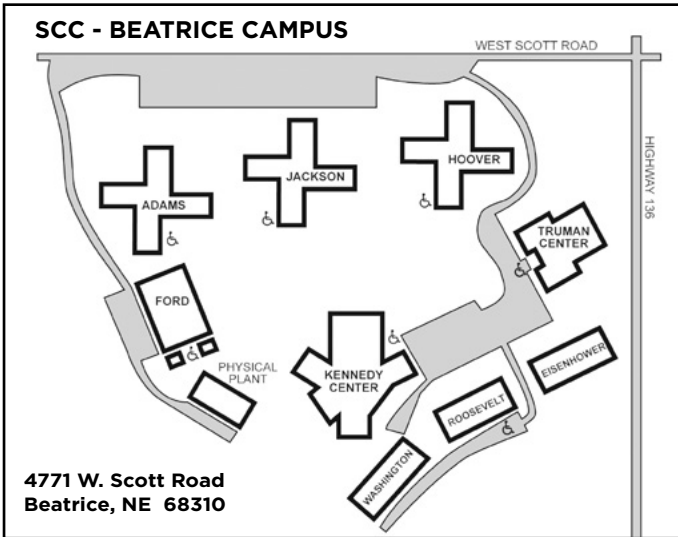 SCC - BEATRICE CAMPUS
WEST SCOTT ROAD
HIGHWAY 136
HOOVER
JACKSON
ADAMS
TRUMAN
CENTER
FORD
PHYSICAL
PLANT
KENNEDY
CENTER
EISENHOWER
ROOSEVELT
WASHINGTON
4771 W. Scott Road
Beatrice, NE 68310